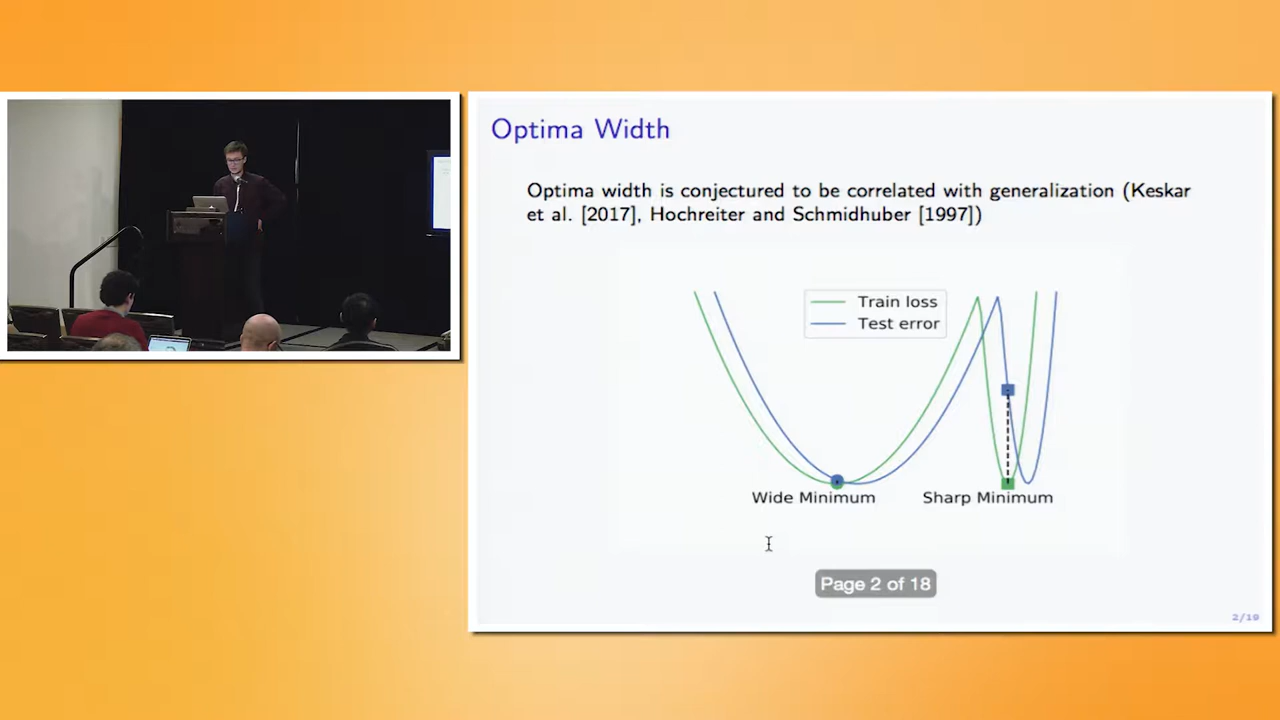 Optima Width
Optima width is conjectured to be correlated with generalization (Keskar
et al. [2017], Hochreiter and Schmidhuber [1997])
Train loss
Test error
Wide Minimum
Sharp Minimum
Page 2 of 18
2/19